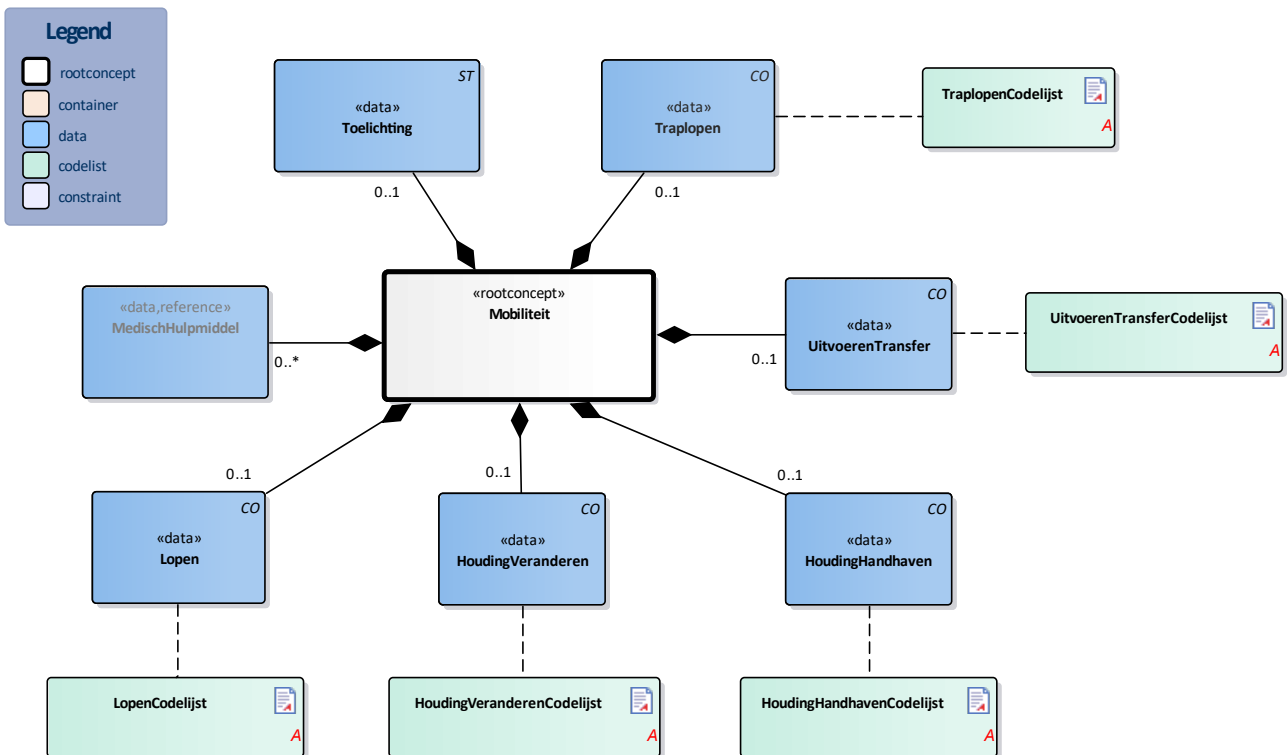 Legend
rootconcept
container
data
codelist
constraint
ST
«data»
Toelichting
0..1
CO
«data»
Traplopen
0..1
TraplopenCodelijst
A
«data,reference»
MedischHulpmiddel
0..*
«rootconcept»
Mobiliteit
CO
«data»
UitvoerenTransfer
0..1
UitvoerenTransferCodelijst
A
0..1
CO
«data»
Lopen
0..1
CO
«data»
HoudingVeranderen
0..1
CO
«data»
HoudingHandhaven
LopenCodelijst
A
HoudingVeranderenCodelijst
A
HoudingHandhavenCodelijst
A